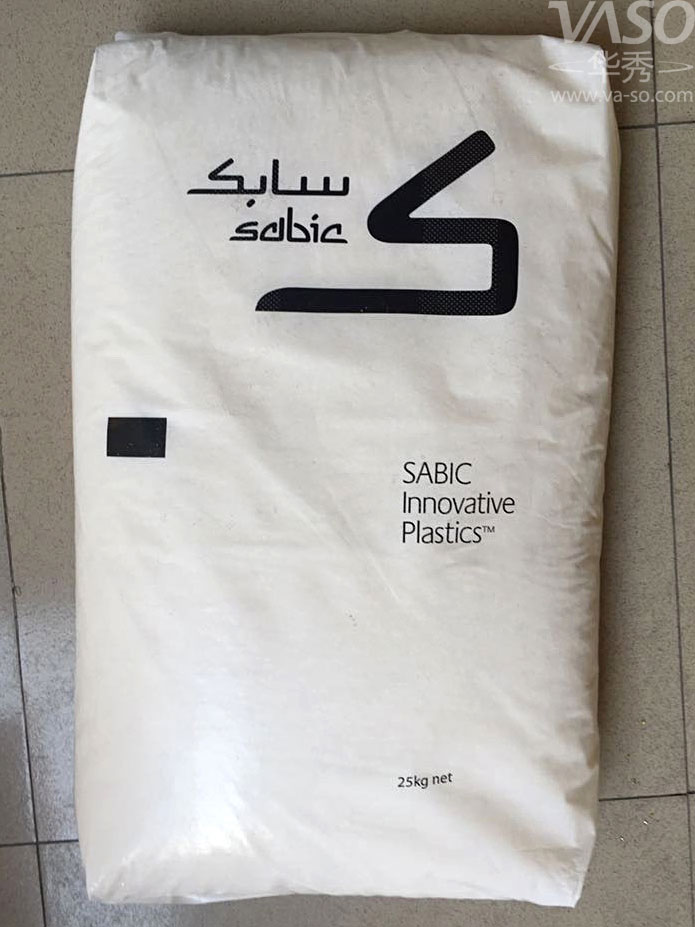 VASO
华秀
www.va-so.com
سابك
sabic
SABIC
Innovative
Plastics™
25kg net